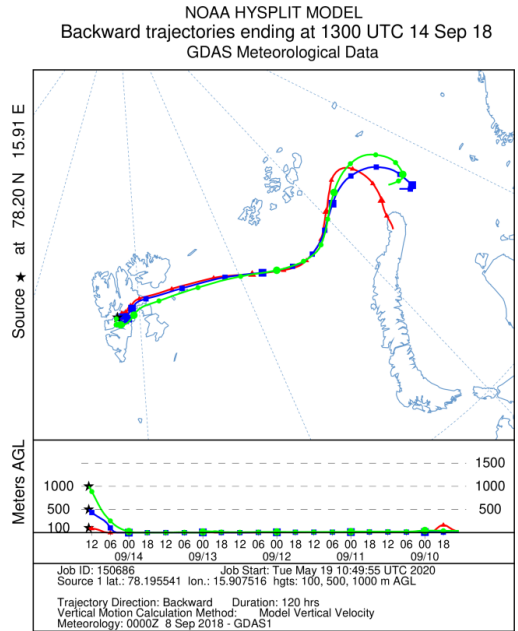 NOAA HYSPLIT MODEL
Backward trajectories ending at 1300 UTC 14 Sep 18
GDAS Meteorological Data
Source ★ at 78.20 N 15.91 E
Meters AGL
1500
1000 1000
500 500
100
12 06 00 18 12 06 00 18 12 06 00 18 12 06 00 18 12 06 00 18
09/14 09/13 09/12 09/11 09/10
Job ID: 150686 Job Start: Tue May 19 10:49:55 UTC 2020
Source 1 lat.: 78.195541 lon.: 15.907516 hgts: 100, 500, 1000 m AGL
Trajectory Direction: Backward Duration: 120 hrs
Vertical Motion Calculation Method: Model Vertical Velocity
Meteorology: 0000Z 8 Sep 2018 - GDAS1